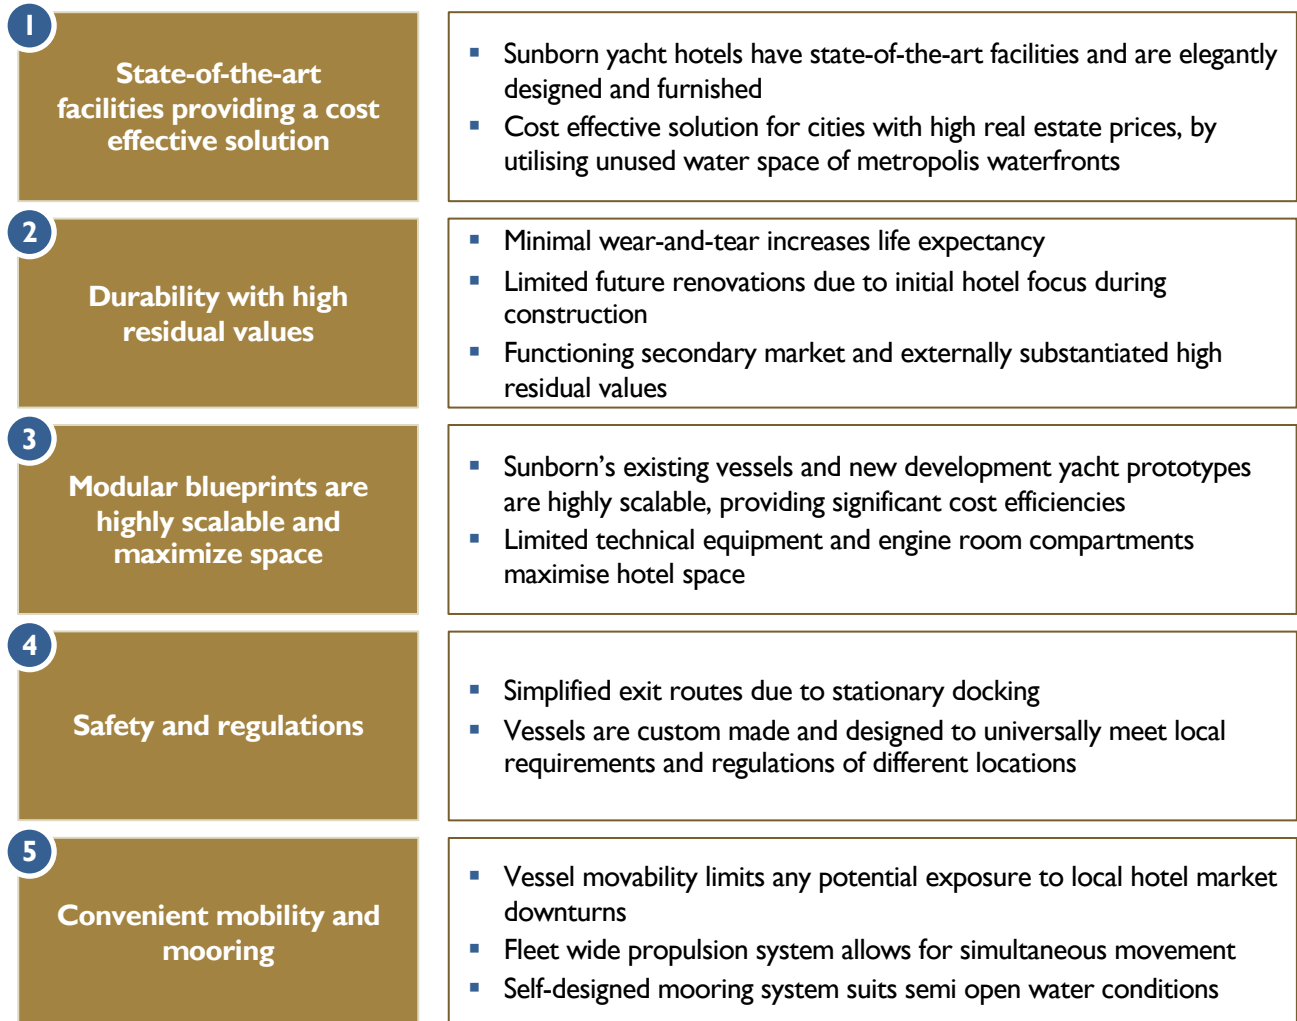 1
State-of-the-art
facilities providing a cost
effective solution
▪ Sunborn yacht hotels have state-of-the-art facilities and are elegantly
designed and furnished
▪ Cost effective solution for cities with high real estate prices, by
utilising unused water space of metropolis waterfronts
2
Durability with high
residual values
▪ Minimal wear-and-tear increases life expectancy
▪ Limited future renovations due to initial hotel focus during
construction
▪ Functioning secondary market and externally substantiated high
residual values
3
Modular blueprints are
highly scalable and
maximize space
▪ Sunborn's existing vessels and new development yacht prototypes
are highly scalable, providing significant cost efficiencies
▪ Limited technical equipment and engine room compartments
maximise hotel space
4
Safety and regulations
▪ Simplified exit routes due to stationary docking
▪ Vessels are custom made and designed to universally meet local
requirements and regulations of different locations
5
Convenient mobility and
mooring
▪ Vessel movability limits any potential exposure to local hotel market
downturns
▪ Fleet wide propulsion system allows for simultaneous movement
▪ Self-designed mooring system suits semi open water conditions